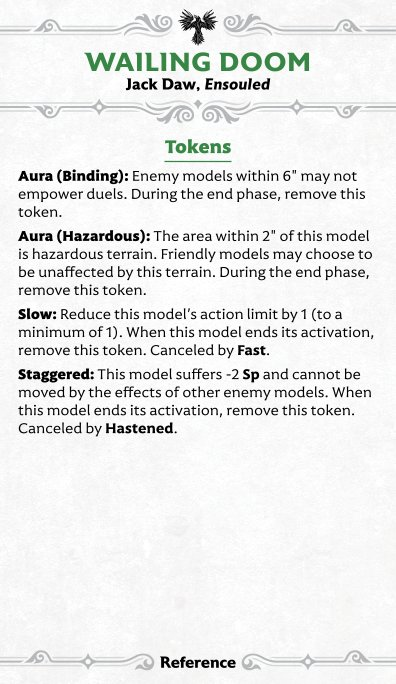 WAILING DOOM
Jack Daw, Ensouled
Tokens
Aura (Binding): Enemy models within 6" may not
empower duels. During the end phase, remove this
token.
Aura (Hazardous): The area within 2" of this model
is hazardous terrain. Friendly models may choose to
be unaffected by this terrain. During the end phase,
remove this token.
Slow: Reduce this model's action limit by 1 (to a
minimum of 1). When this model ends its activation,
remove this token. Canceled by Fast.
Staggered: This model suffers -2 Sp and cannot be
moved by the effects of other enemy models. When
this model ends its activation, remove this token.
Canceled by Hastened.
Reference